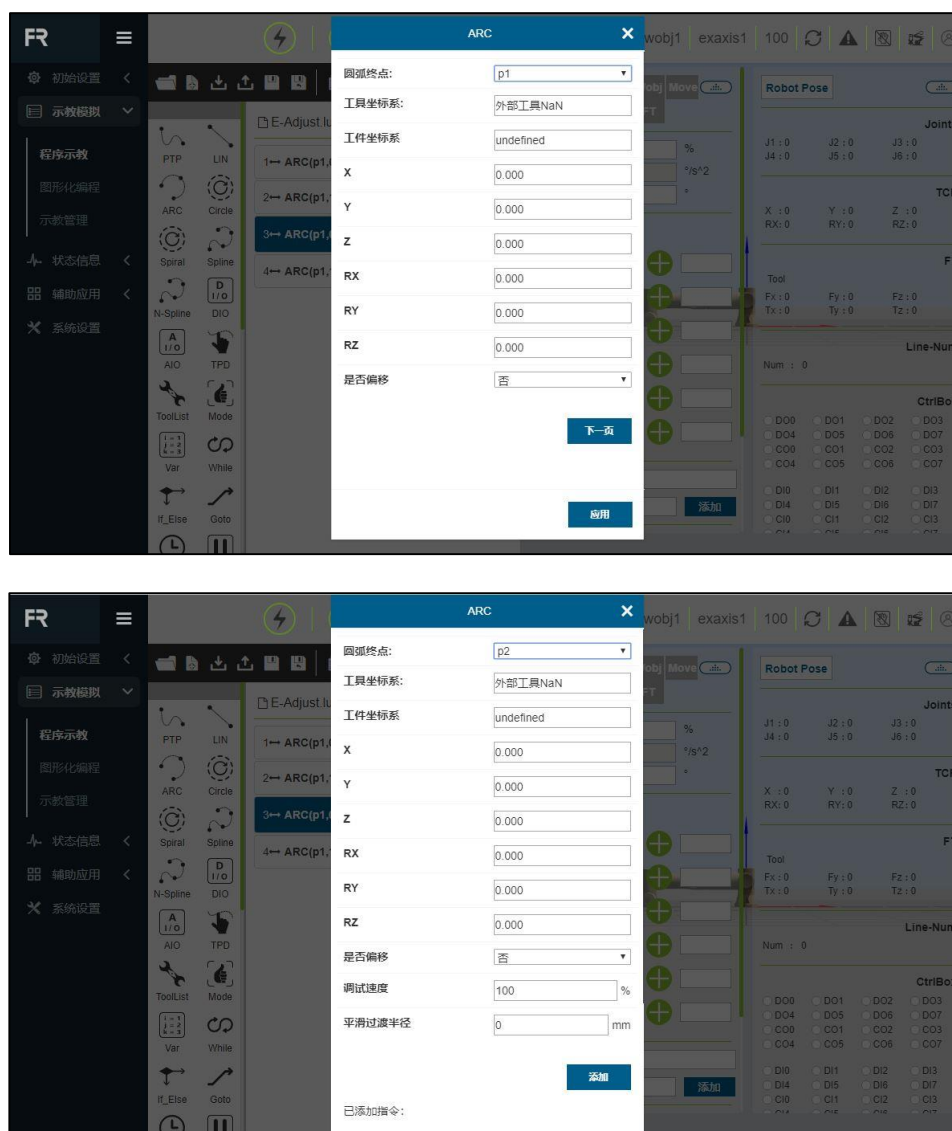 FR
ARC
wobj1 exaxis1 100
初始设置
示教模拟
程序示教
图形化编程
示教管理
状态信息
辅助应用
系统设置
PTP LIN
ARC Circle
Spiral Spline
N-Spline DIO
AIO TPD
ToolList Mode
Var While
If_Else Goto
E-Adjust.lu
1 ARC(p1,
2 ARC(p1,
3 ARC(p1,
4 ARC(p1,
圆弧终点: p1
工具坐标系: 外部工具NaN
工件坐标系 undefined
X 0.000
Y 0.000
Z 0.000
RX 0.000
RY 0.000
RZ 0.000
是否偏移 否
下一页
应用
obj Move
FT
%
°/s^2
°
添加
Robot Pose
Joint
J1 : 0 J2 : 0 J3 : 0
J4 : 0 J5 : 0 J6 : 0
TC
X : 0 Y : 0 Z : 0
RX: 0 RY: 0 RZ: 0
F
Tool
Fx : 0 Fy : 0 Fz : 0
Tx : 0 Ty : 0 Tz : 0
Line-Num
Num : 0
CtrlBo
DO0 DO1 DO2 DO3
DO4 DO5 DO6 DO7
CO0 CO1 CO2 CO3
CO4 CO5 CO6 CO7
DI0 DI1 DI2 DI3
DI4 DI5 DI6 DI7
CI0 CI1 CI2 CI3
FR
ARC
wobj1 exaxis1 100
初始设置
示教模拟
程序示教
图形化编程
示教管理
状态信息
辅助应用
系统设置
PTP LIN
ARC Circle
Spiral Spline
N-Spline DIO
AIO TPD
ToolList Mode
Var While
If_Else Goto
E-Adjust.lu
1 ARC(p1,
2 ARC(p1,
3 ARC(p1,
4 ARC(p1,
圆弧终点: p2
工具坐标系: 外部工具NaN
工件坐标系 undefined
X 0.000
Y 0.000
Z 0.000
RX 0.000
RY 0.000
RZ 0.000
是否偏移 否
调试速度 100 %
平滑过渡半径 0 mm
添加
已添加指令:
obj Move
FT
%
°/s^2
°
添加
Robot Pose
Joint
J1 : 0 J2 : 0 J3 : 0
J4 : 0 J5 : 0 J6 : 0
TC
X : 0 Y : 0 Z : 0
RX: 0 RY: 0 RZ: 0
F
Tool
Fx : 0 Fy : 0 Fz : 0
Tx : 0 Ty : 0 Tz : 0
Line-Num
Num : 0
CtrlBo
DO0 DO1 DO2 DO3
DO4 DO5 DO6 DO7
CO0 CO1 CO2 CO3
CO4 CO5 CO6 CO7
DI0 DI1 DI2 DI3
DI4 DI5 DI6 DI7
CI0 CI1 CI2 CI3